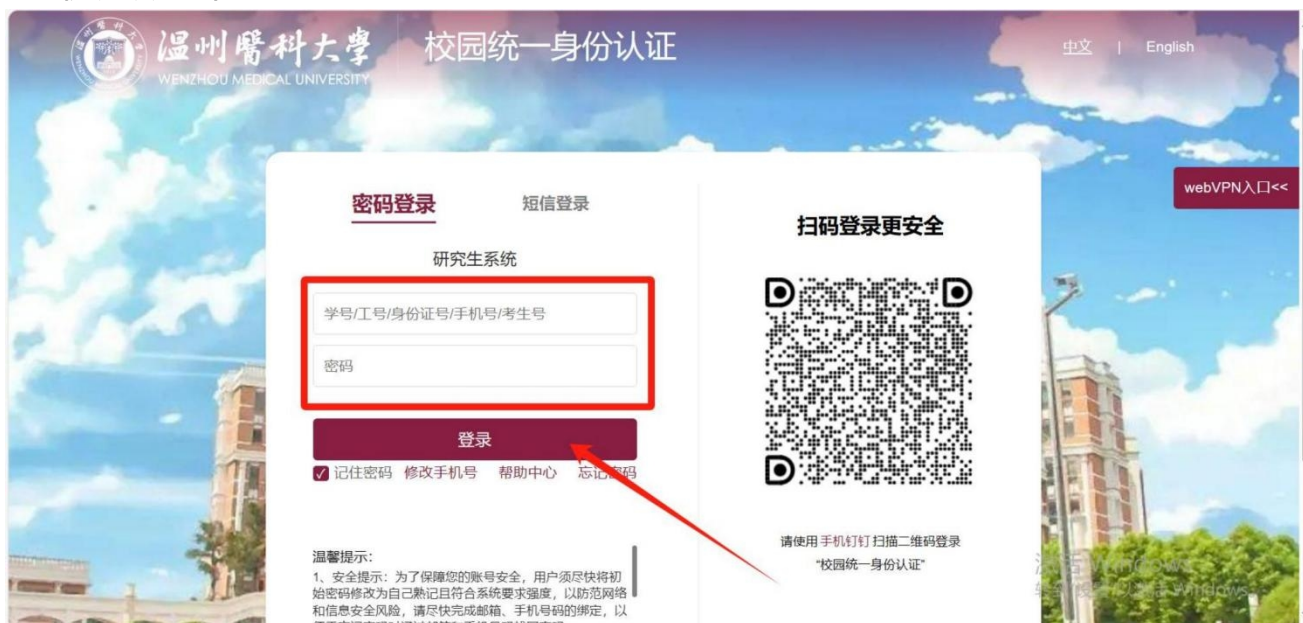 温州醫科大學
WENZHOU MEDICAL UNIVERSITY
校园统一身份认证
中文 | English
webVPN入口<<
密码登录 短信登录
研究生系统
学号/工号/身份证号/手机号/考生号
密码
登录
记住密码 修改手机号 帮助中心 忘记密码
温馨提示：
1、安全提示：为了保障您的账号安全，用户须尽快将初
始密码修改为自己熟记且符合系统要求强度，以防范网络
和信息安全风险，请尽快完成邮箱、手机号码的绑定，以
扫码登录更安全
请使用 手机钉钉 扫描二维码登录
“校园统一身份认证”
激活 Windows